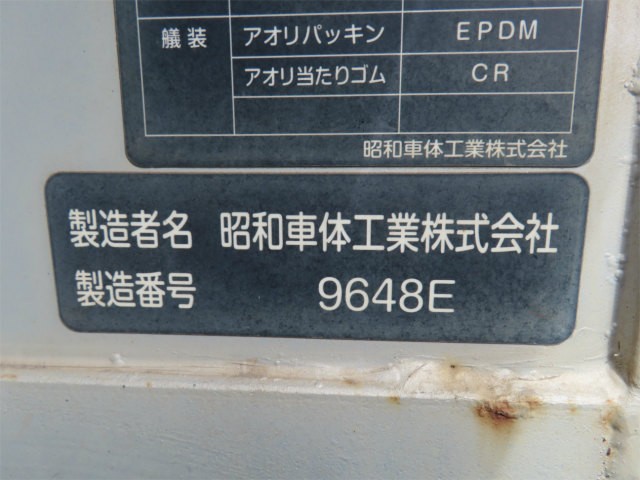 艤装 アオリパッキン EPDM
アオリ当たりゴム CR
昭和車体工業株式会社
製造者名 昭和車体工業株式会社
製造番号 9648E